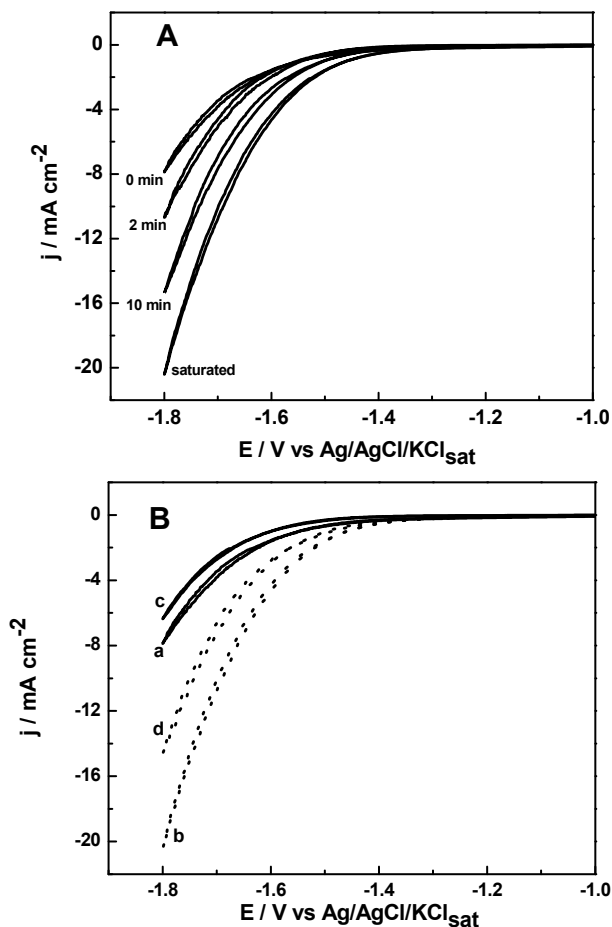 A
0
-4
-8
-12
-16
-20
j / mA cm-2
0 min
2 min
10 min
saturated
-1.8 -1.6 -1.4 -1.2 -1.0
E / V vs Ag/AgCl/KClsat
B
0
-4
-8
-12
-16
-20
j / mA cm-2
c
a
d
b
-1.8 -1.6 -1.4 -1.2 -1.0
E / V vs Ag/AgCl/KClsat